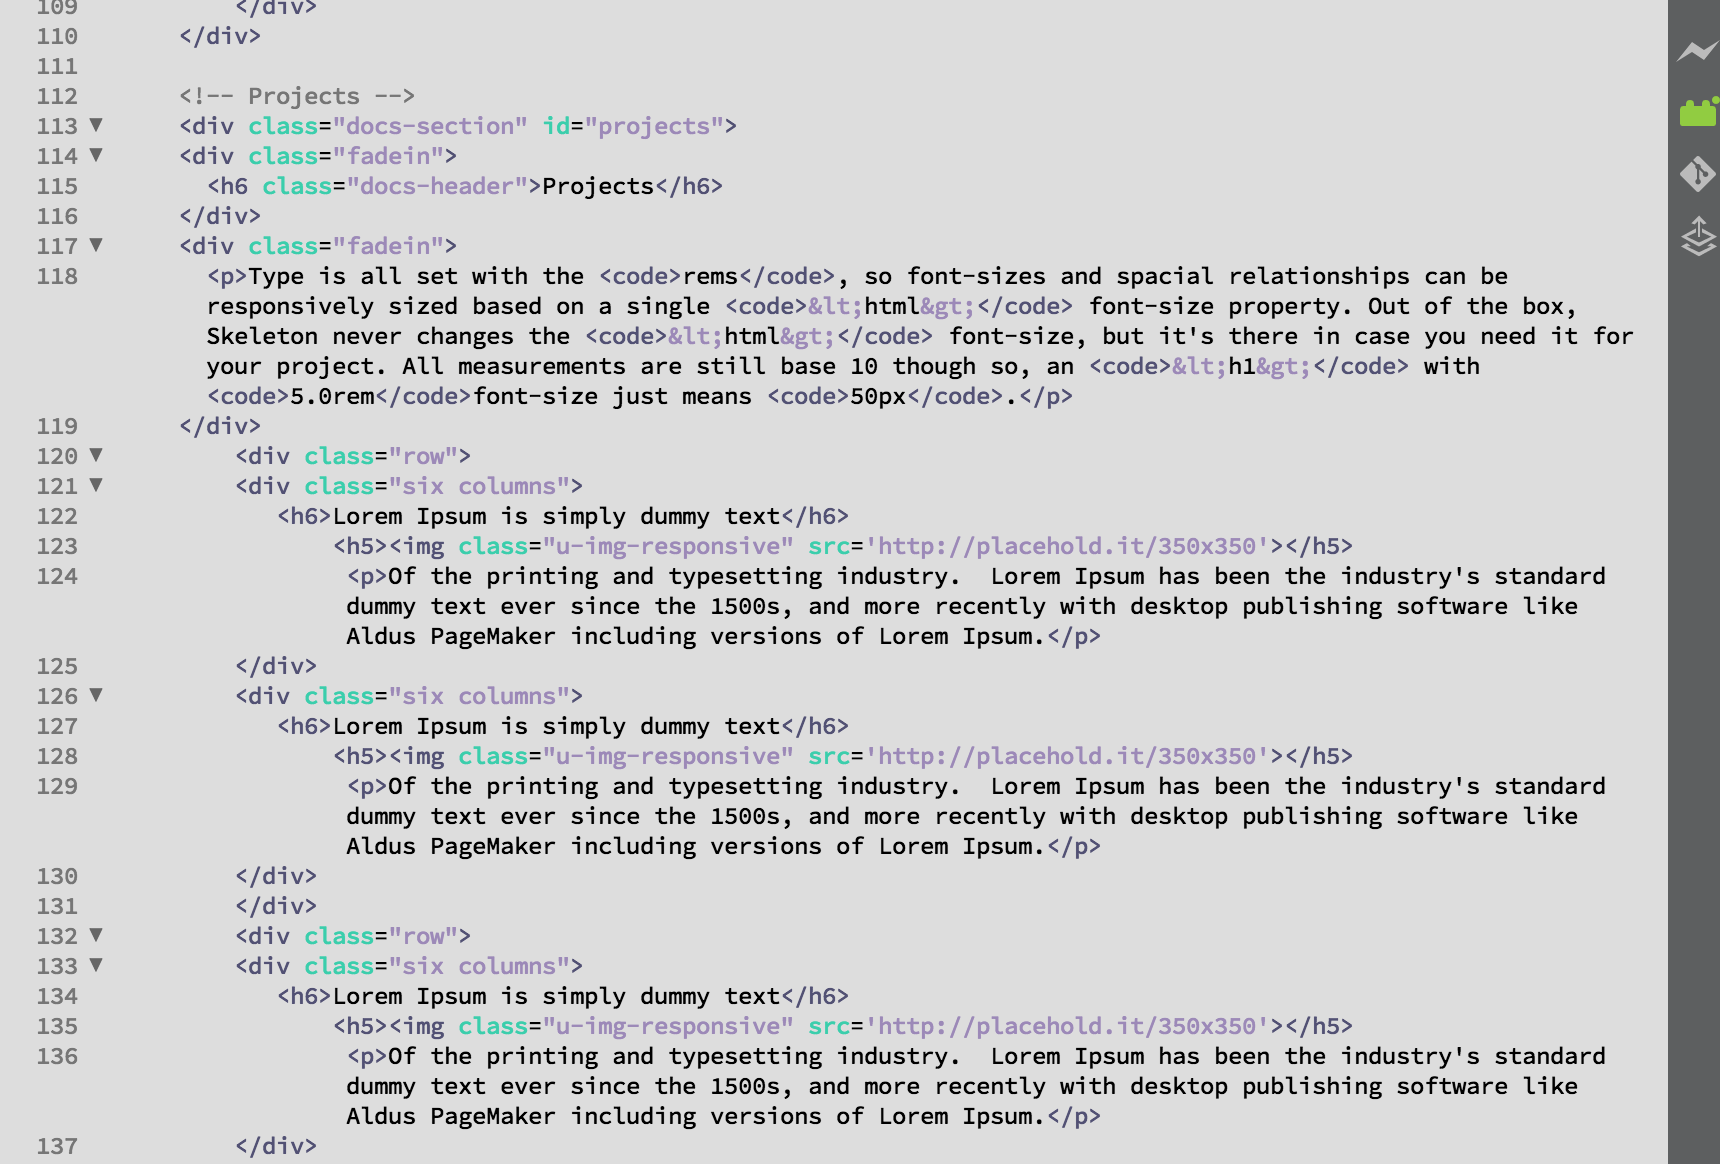 109 </div>
110 </div>
111
112 <!-- Projects -->
113 <div class="docs-section" id="projects">
114 <div class="fadein">
115 <h6 class="docs-header">Projects</h6>
116 </div>
117 <div class="fadein">
118 <p>Type is all set with the <code>rems</code>, so font-sizes and spacial relationships can be
responsively sized based on a single <code>&lt;html&gt;</code> font-size property. Out of the box,
Skeleton never changes the <code>&lt;html&gt;</code> font-size, but it's there in case you need it for
your project. All measurements are still base 10 though so, an <code>&lt;h1&gt;</code> with
<code>5.0rem</code>font-size just means <code>50px</code>.</p>
119 </div>
120 <div class="row">
121 <div class="six columns">
122 <h6>Lorem Ipsum is simply dummy text</h6>
123 <h5><img class="u-img-responsive" src='http://placehold.it/350x350'></h5>
124 <p>Of the printing and typesetting industry.  Lorem Ipsum has been the industry's standard
dummy text ever since the 1500s, and more recently with desktop publishing software like
Aldus PageMaker including versions of Lorem Ipsum.</p>
125 </div>
126 <div class="six columns">
127 <h6>Lorem Ipsum is simply dummy text</h6>
128 <h5><img class="u-img-responsive" src='http://placehold.it/350x350'></h5>
129 <p>Of the printing and typesetting industry.  Lorem Ipsum has been the industry's standard
dummy text ever since the 1500s, and more recently with desktop publishing software like
Aldus PageMaker including versions of Lorem Ipsum.</p>
130 </div>
131 </div>
132 <div class="row">
133 <div class="six columns">
134 <h6>Lorem Ipsum is simply dummy text</h6>
135 <h5><img class="u-img-responsive" src='http://placehold.it/350x350'></h5>
136 <p>Of the printing and typesetting industry.  Lorem Ipsum has been the industry's standard
dummy text ever since the 1500s, and more recently with desktop publishing software like
Aldus PageMaker including versions of Lorem Ipsum.</p>
137 </div>